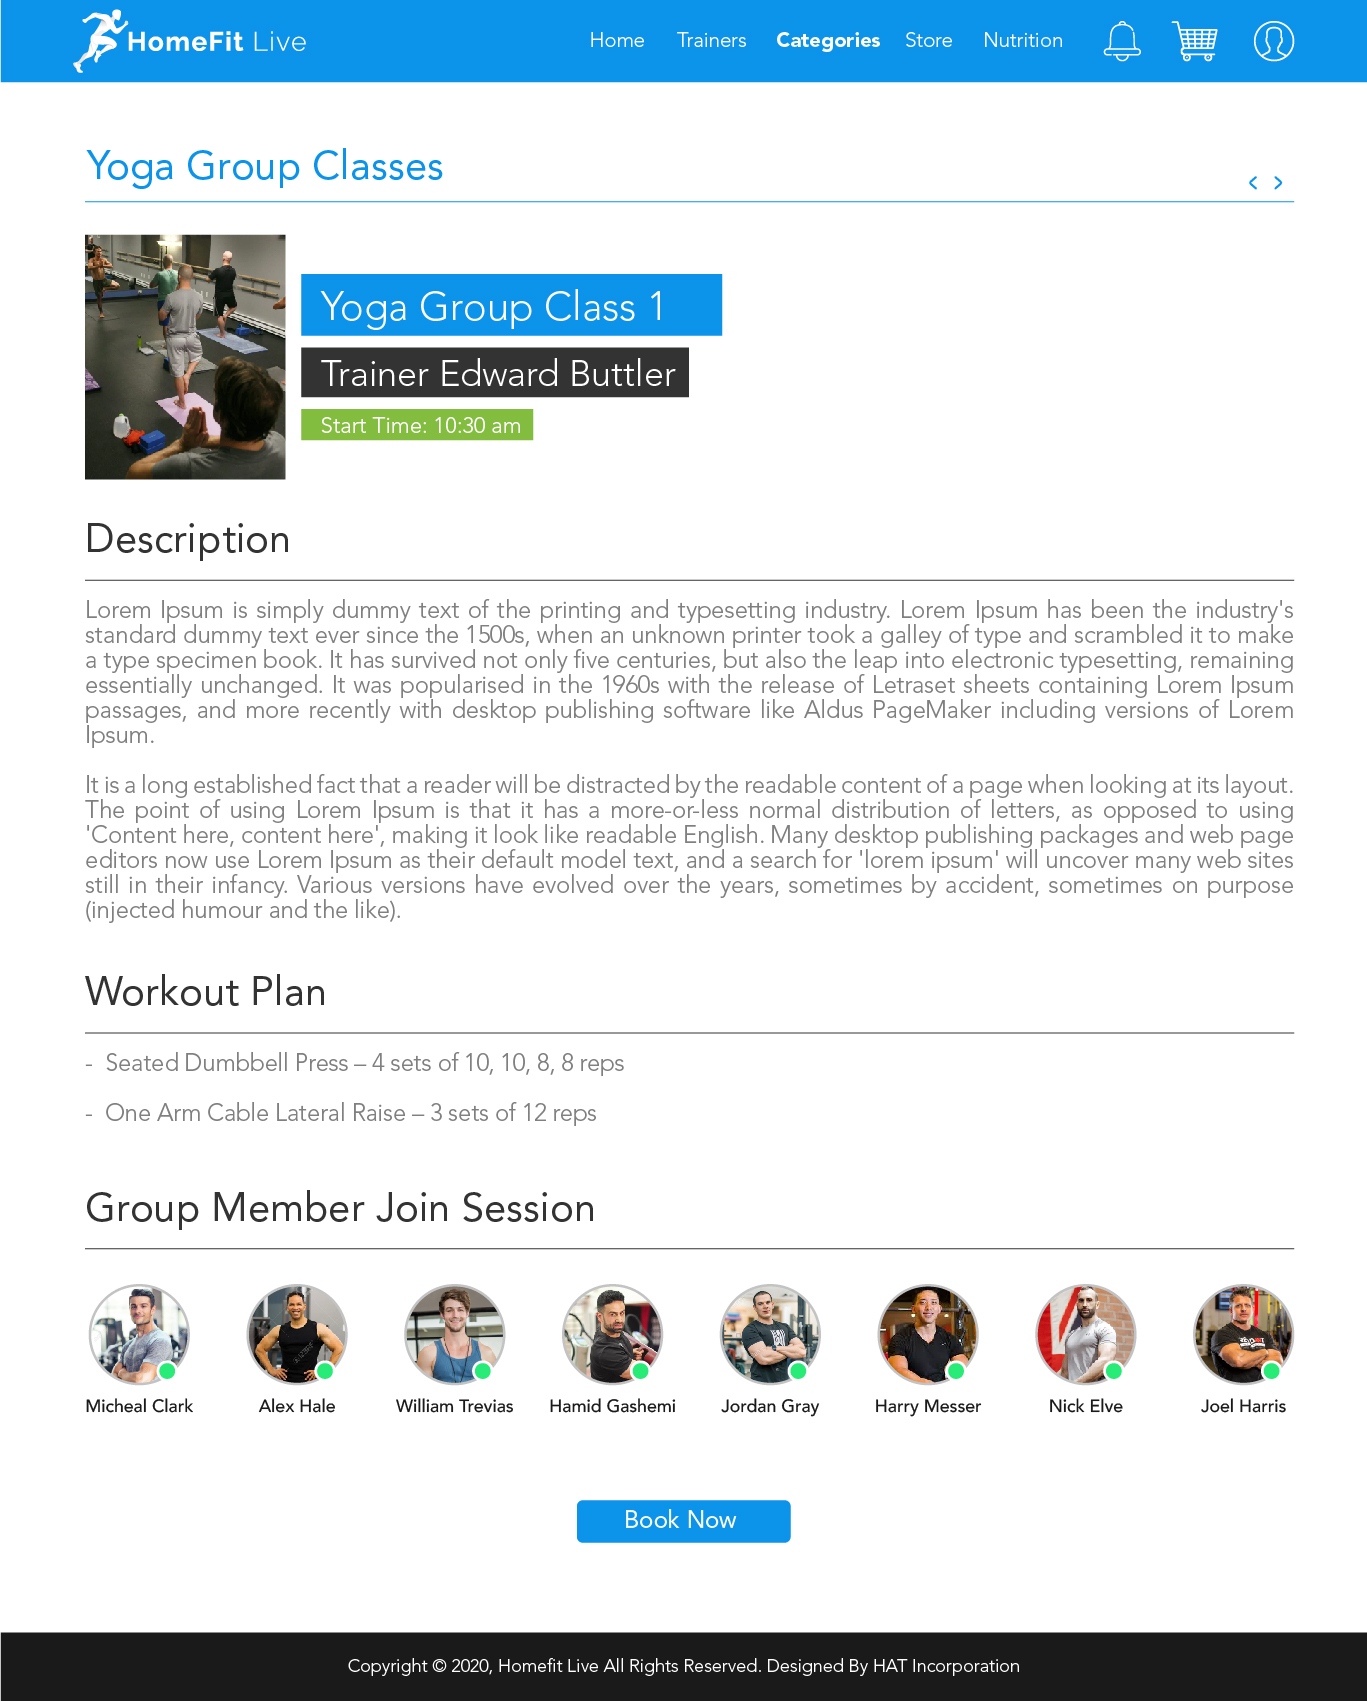 HomeFit Live
Home Trainers Categories Store Nutrition
Yoga Group Classes
Yoga Group Class 1
Trainer Edward Buttler
Start Time: 10:30 am
Description
Lorem Ipsum is simply dummy text of the printing and typesetting industry. Lorem Ipsum has been the industry's
standard dummy text ever since the 1500s, when an unknown printer took a galley of type and scrambled it to make
a type specimen book. It has survived not only five centuries, but also the leap into electronic typesetting, remaining
essentially unchanged. It was popularised in the 1960s with the release of Letraset sheets containing Lorem Ipsum
passages, and more recently with desktop publishing software like Aldus PageMaker including versions of Lorem
Ipsum.
It is a long established fact that a reader will be distracted by the readable content of a page when looking at its layout.
The point of using Lorem Ipsum is that it has a more-or-less normal distribution of letters, as opposed to using
'Content here, content here', making it look like readable English. Many desktop publishing packages and web page
editors now use Lorem Ipsum as their default model text, and a search for 'lorem ipsum' will uncover many web sites
still in their infancy. Various versions have evolved over the years, sometimes by accident, sometimes on purpose
(injected humour and the like).
Workout Plan
- Seated Dumbbell Press – 4 sets of 10, 10, 8, 8 reps
- One Arm Cable Lateral Raise – 3 sets of 12 reps
Group Member Join Session
Micheal Clark Alex Hale William Trevias Hamid Gashemi Jordan Gray Harry Messer Nick Elve Joel Harris
Book Now
Copyright © 2020, Homefit Live All Rights Reserved. Designed By HAT Incorporation